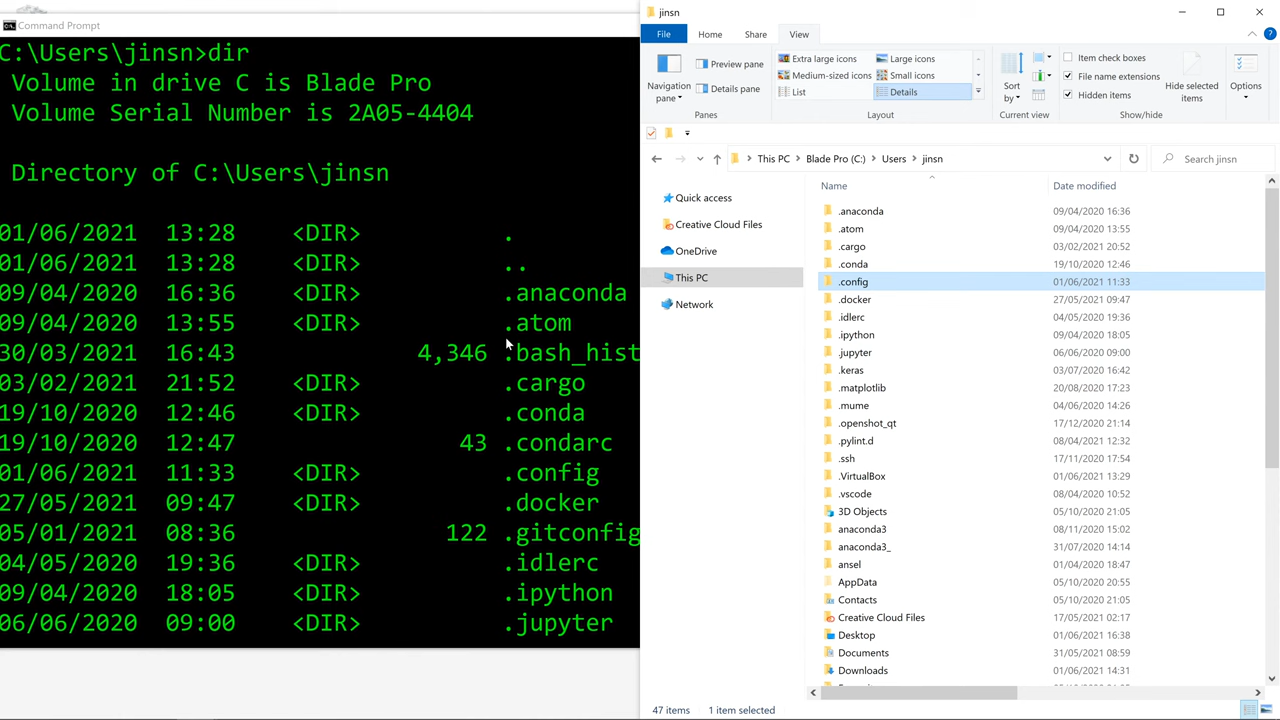 Command Prompt
C:\Users\jinsn>dir
Volume in drive C is Blade Pro
Volume Serial Number is 2A05-4404
Directory of C:\Users\jinsn
01/06/2021 13:28 <DIR> .
01/06/2021 13:28 <DIR> ..
09/04/2020 16:36 <DIR> .anaconda
09/04/2020 13:55 <DIR> .atom
30/03/2021 16:43 4,346 .bash_hist
03/02/2021 21:52 <DIR> .cargo
19/10/2020 12:46 <DIR> .conda
19/10/2020 12:47 43 .condarc
01/06/2021 11:33 <DIR> .config
27/05/2021 09:47 <DIR> .docker
05/01/2021 08:36 122 .gitconfig
04/05/2020 19:36 <DIR> .idlerc
09/04/2020 18:05 <DIR> .ipython
06/06/2020 09:00 <DIR> .jupyter
jinsn
File Home Share View
Navigation pane
Preview pane
Details pane
Panes
Extra large icons Large icons
Medium-sized icons Small icons
List Details
Layout
Sort by
Current view
Item check boxes
File name extensions
Hidden items
Hide selected items
Show/hide
Options
This PC Blade Pro (C:) Users jinsn
Search jinsn
Quick access
Creative Cloud Files
OneDrive
This PC
Network
Name Date modified
.anaconda 09/04/2020 16:36
.atom 09/04/2020 13:55
.cargo 03/02/2021 20:52
.conda 19/10/2020 12:46
.config 01/06/2021 11:33
.docker 27/05/2021 09:47
.idlerc 04/05/2020 19:36
.ipython 09/04/2020 18:05
.jupyter 06/06/2020 09:00
.keras 03/07/2020 16:42
.matplotlib 20/08/2020 17:23
.mume 04/06/2020 14:26
.openshot_qt 17/12/2020 21:14
.pylint.d 08/04/2021 12:32
.ssh 17/11/2020 17:54
.VirtualBox 01/06/2021 13:29
.vscode 08/04/2020 10:52
3D Objects 05/10/2020 21:05
anaconda3 08/11/2020 15:02
anaconda3_ 31/07/2020 14:14
ansel 01/04/2020 18:47
AppData 05/10/2020 20:55
Contacts 05/10/2020 21:05
Creative Cloud Files 17/05/2021 02:17
Desktop 01/06/2021 16:38
Documents 31/05/2021 08:59
Downloads 01/06/2021 14:31
47 items 1 item selected